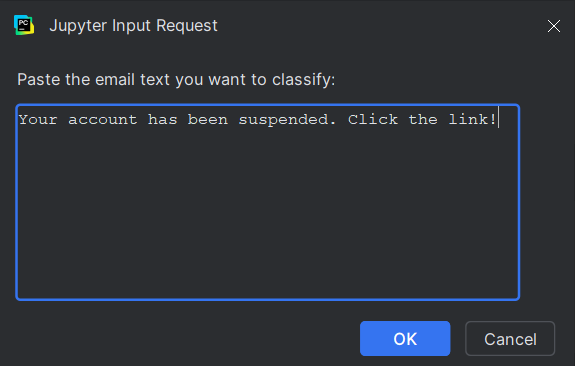 PC
Jupyter Input Request
Paste the email text you want to classify:
Your account has been suspended. Click the link!
OK
Cancel